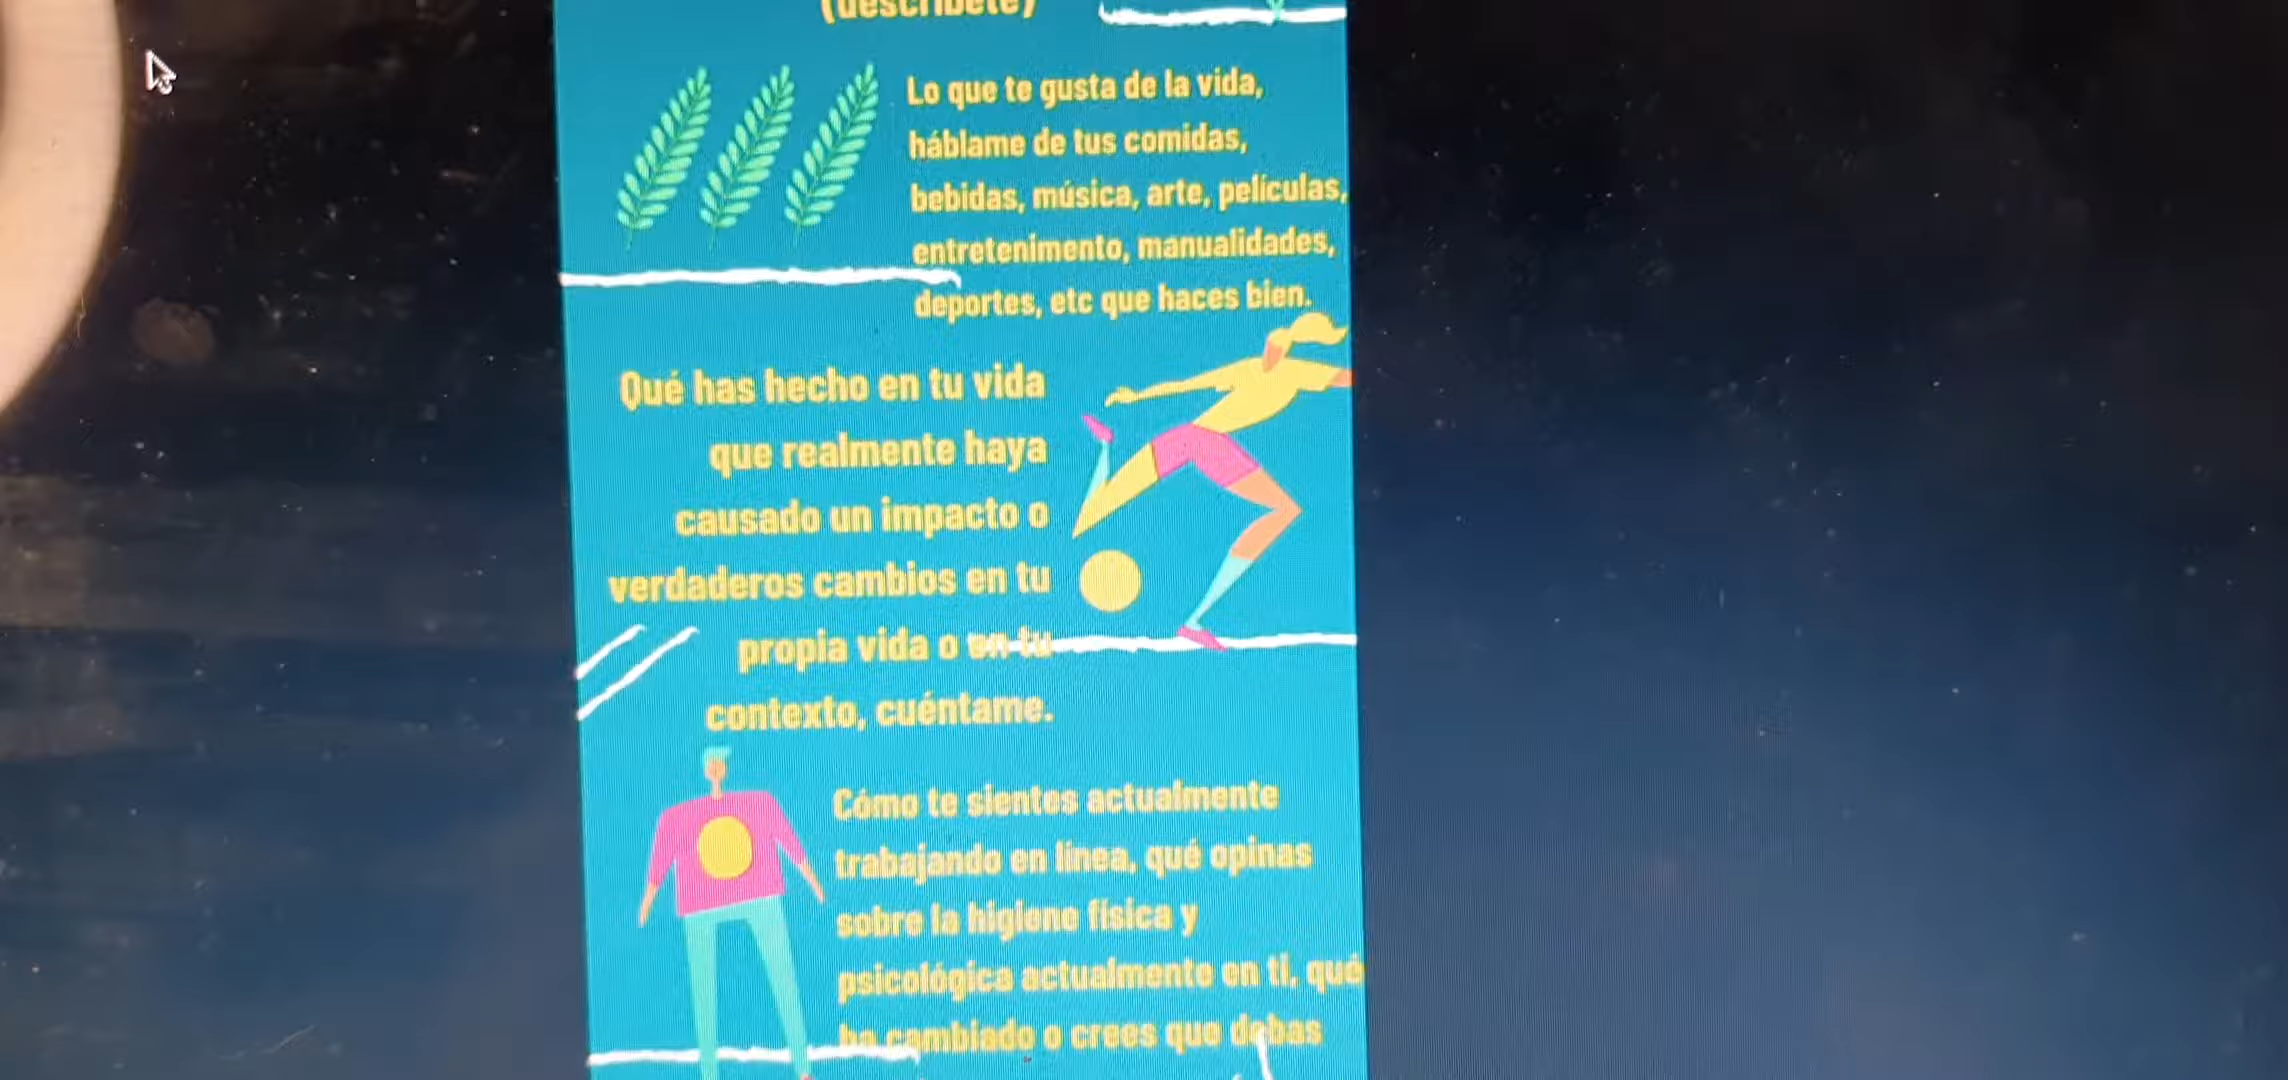 (descríbete)
Lo que te gusta de la vida,
háblame de tus comidas,
bebidas, música, arte, películas,
entretenimento, manualidades,
deportes, etc que haces bien.
Qué has hecho en tu vida
que realmente haya
causado un impacto o
verdaderos cambios en tu
propia vida o en tu
contexto, cuéntame.
Cómo te sientes actualmente
trabajando en línea, qué opinas
sobre la higiene física y
psicológica actualmente en ti, qué
ha cambiado o crees que debas